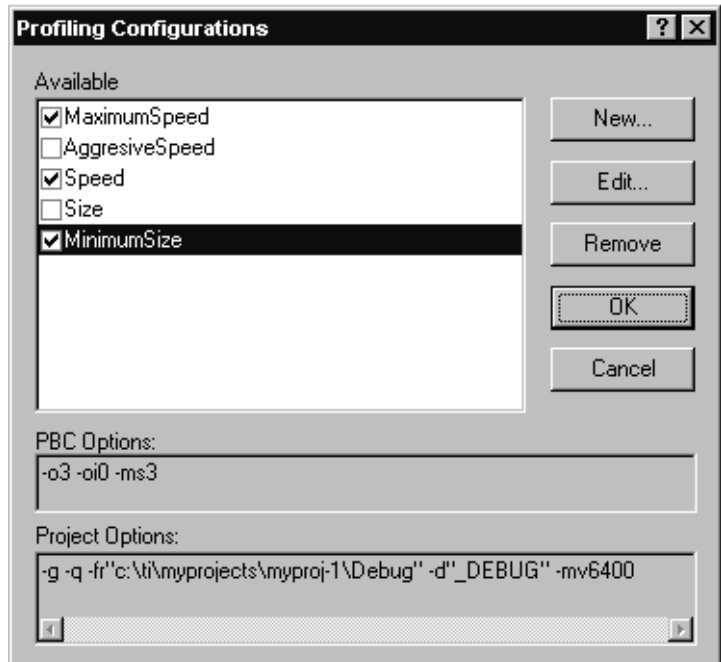 Profiling Configurations
Available
MaximumSpeed
AggresiveSpeed
Speed
Size
MinimumSize
New...
Edit...
Remove
OK
Cancel
PBC Options:
-o3 -oi0 -ms3
Project Options:
-g -q -fr"c:\ti\myprojects\myproj-1\Debug" -d"_DEBUG" -mv6400